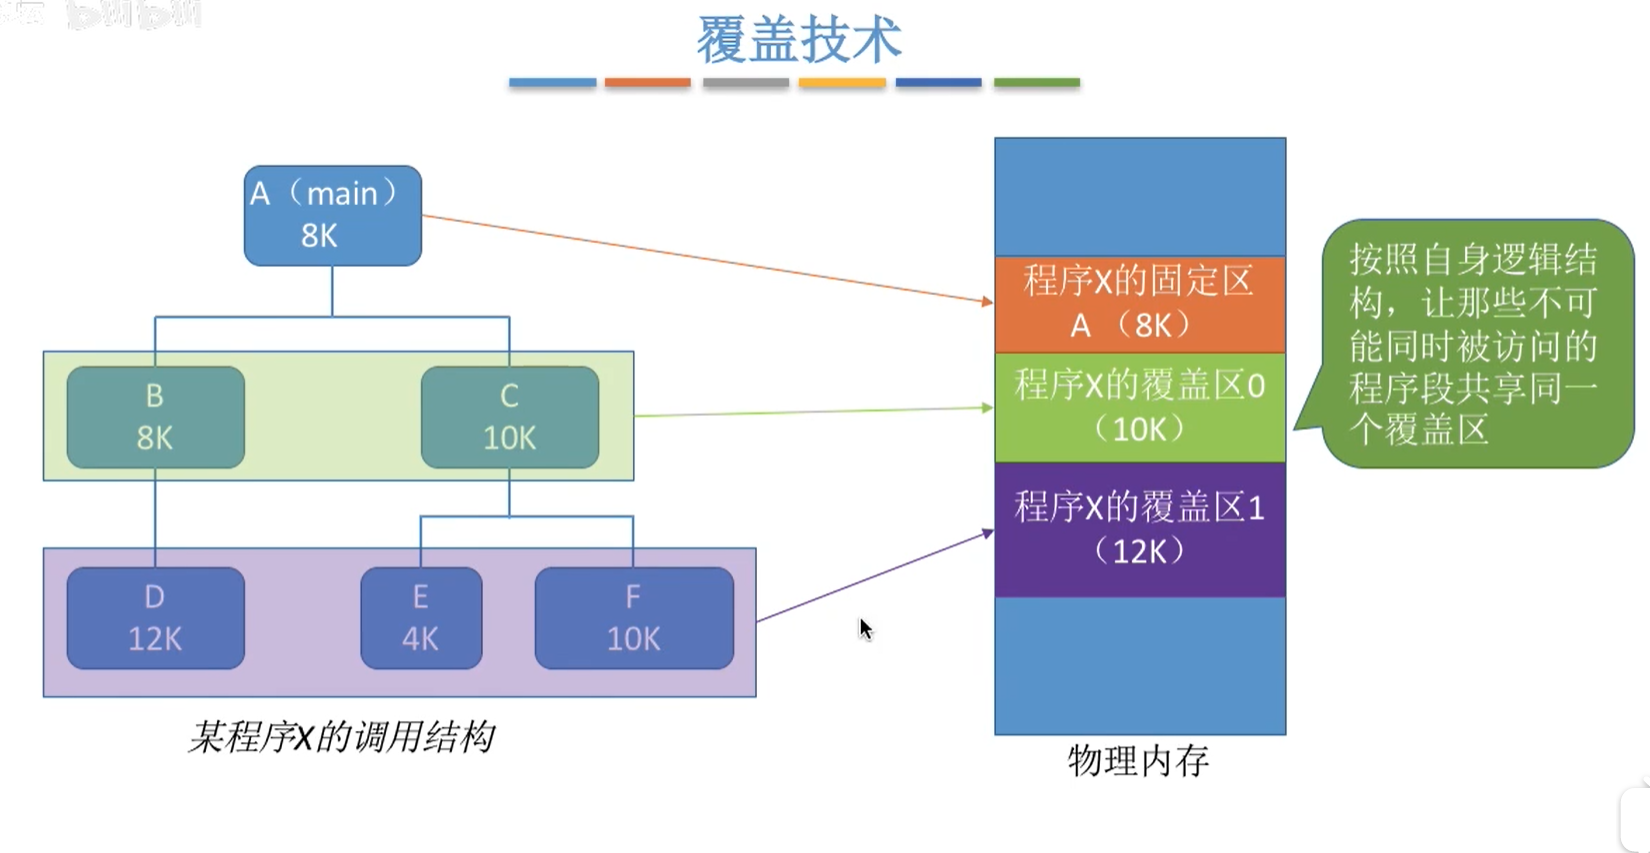 覆盖技术
A（main）
8K
B
8K
C
10K
D
12K
E
4K
F
10K
某程序X的调用结构
程序X的固定区
A （8K）
程序X的覆盖区0
（10K）
程序X的覆盖区1
（12K）
物理内存
按照自身逻辑结
构，让那些不可
能同时被访问的
程序段共享同一
个覆盖区